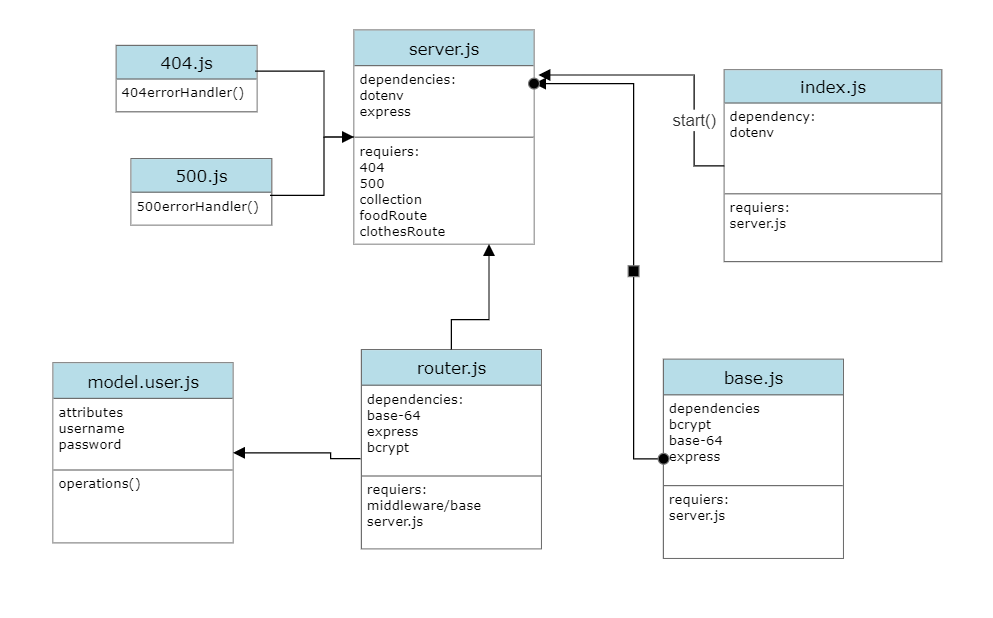 404.js
404errorHandler()
500.js
500errorHandler()
server.js
dependencies:
dotenv
express
requiers:
404
500
collection
foodRoute
clothesRoute
start()
index.js
dependency:
dotenv
requiers:
server.js
model.user.js
attributes
username
password
operations()
router.js
dependencies:
base-64
express
bcrypt
requiers:
middleware/base
server.js
base.js
dependencies
bcrypt
base-64
express
requiers:
server.js